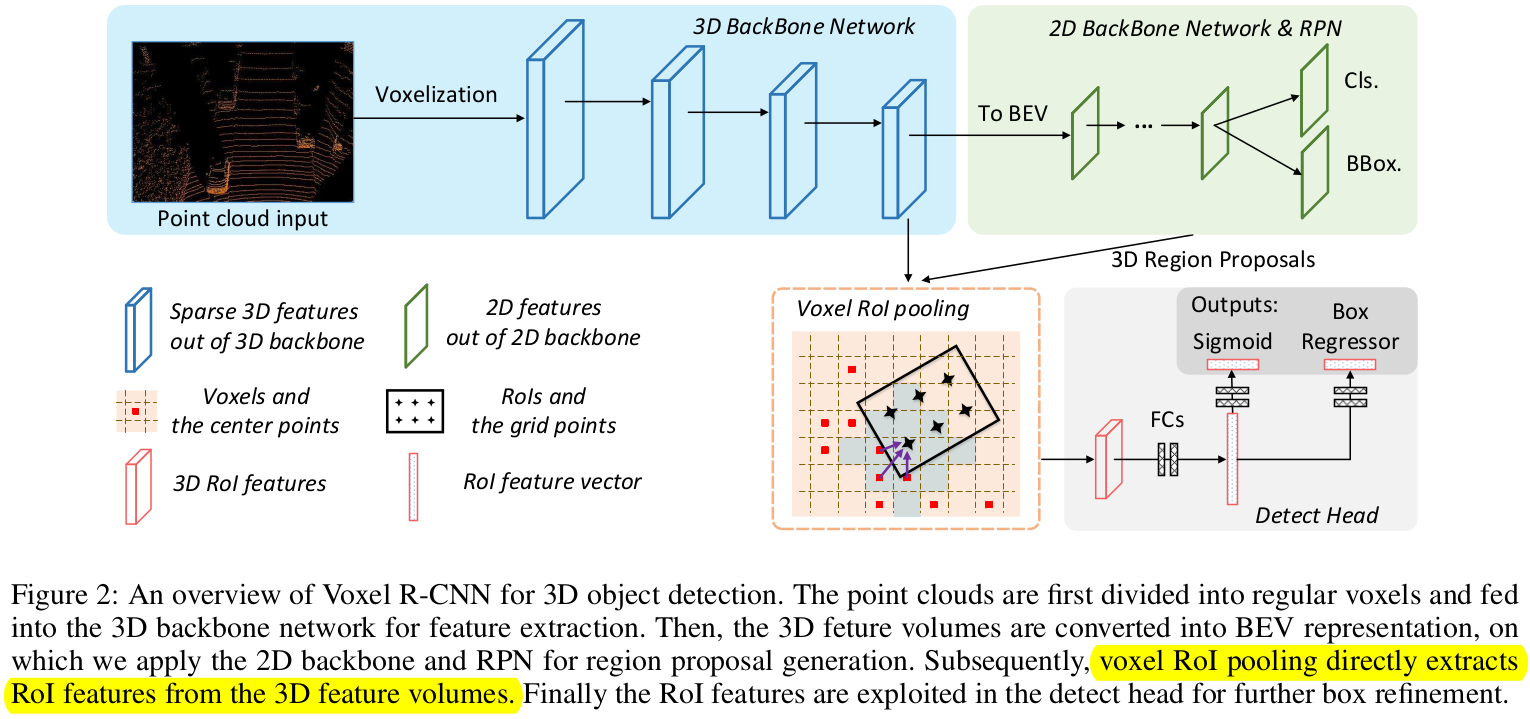 3D BackBone Network
2D BackBone Network & RPN
Voxelization
To BEV
...
Cls.
BBox.
Point cloud input
3D Region Proposals
Sparse 3D features
out of 3D backbone
2D features
out of 2D backbone
Voxels and
the center points
RoIs and
the grid points
3D RoI features
RoI feature vector
Voxel RoI pooling
Outputs:
Sigmoid
Box
Regressor
FCs
Detect Head
Figure 2: An overview of Voxel R-CNN for 3D object detection. The point clouds are first divided into regular voxels and fed
into the 3D backbone network for feature extraction. Then, the 3D feture volumes are converted into BEV representation, on
which we apply the 2D backbone and RPN for region proposal generation. Subsequently, voxel RoI pooling directly extracts
RoI features from the 3D feature volumes. Finally the RoI features are exploited in the detect head for further box refinement.